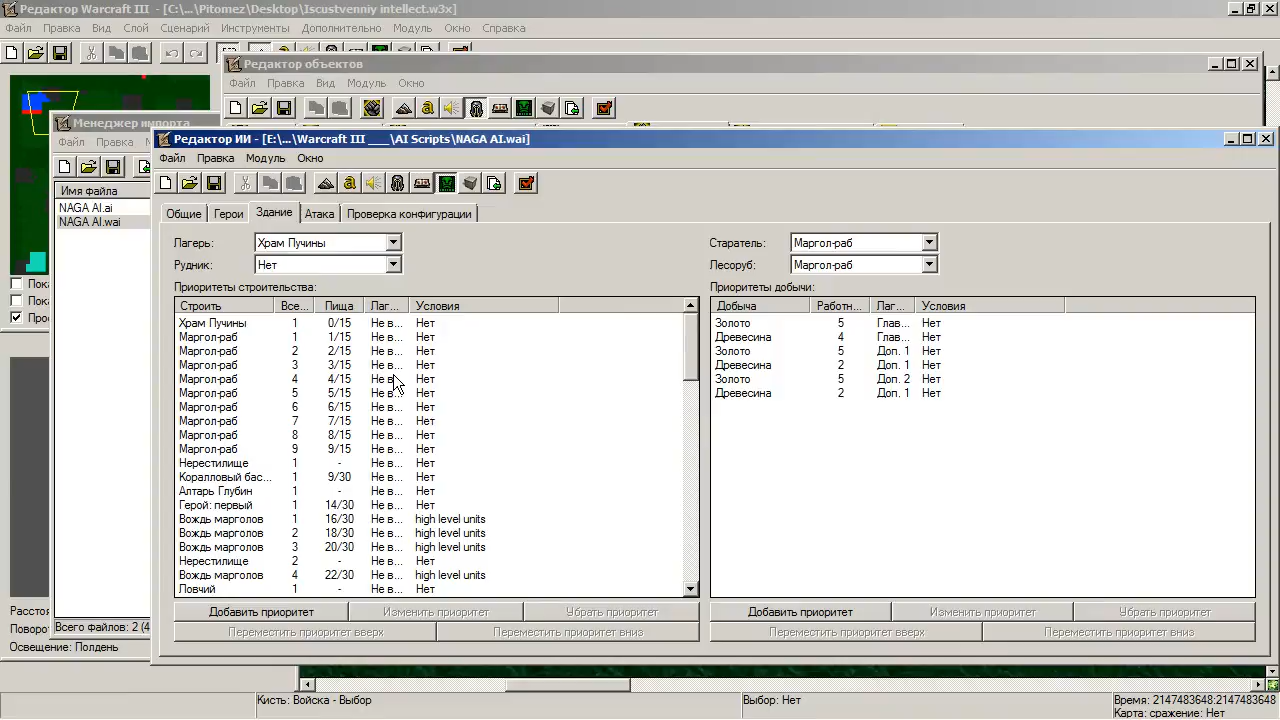 Редактор Warcraft III - [C:\...\Pitomez\Desktop\Iscustvenniy intellect.w3x]
Файл Правка Вид Слой Сценарий Инструменты Дополнительно Модуль Окно Справка
Редактор объектов
Файл Правка Вид Модуль Окно
Менеджер импорта
Файл Правка
Имя файла
NAGA AI.ai
NAGA AI.wai
Всего файлов: 2 (4
Редактор ИИ - [E:\...\Warcraft III ___\AI Scripts\NAGA AI.wai]
Файл Правка Модуль Окно
Общие Герои Здание Атака Проверка конфигурации
Лагерь: Храм Пучины Старатель: Маргол-раб
Рудник: Нет Лесоруб: Маргол-раб
Приоритеты строительства: Приоритеты добычи:
Строить Все... Пища Лаг... Условия
Храм Пучины 1 0/15 Не в... Нет
Маргол-раб 1 1/15 Не в... Нет
Маргол-раб 2 2/15 Не в... Нет
Маргол-раб 3 3/15 Не в... Нет
Маргол-раб 4 4/15 Не в... Нет
Маргол-раб 5 5/15 Не в... Нет
Маргол-раб 6 6/15 Не в... Нет
Маргол-раб 7 7/15 Не в... Нет
Маргол-раб 8 8/15 Не в... Нет
Маргол-раб 9 9/15 Не в... Нет
Нерестилище 1 - Не в... Нет
Коралловый бас... 1 9/30 Не в... Нет
Алтарь Глубин 1 - Не в... Нет
Герой: первый 1 14/30 Не в... Нет
Вождь марголов 1 16/30 Не в... high level units
Вождь марголов 2 18/30 Не в... high level units
Вождь марголов 3 20/30 Не в... high level units
Нерестилище 2 - Не в... Нет
Вождь марголов 4 22/30 Не в... high level units
Ловчий 1 - Не в... Нет
Добыча Работн... Лаг... Условия
Золото 5 Глав... Нет
Древесина 4 Глав... Нет
Золото 5 Доп. 1 Нет
Древесина 2 Доп. 1 Нет
Золото 5 Доп. 2 Нет
Древесина 2 Доп. 1 Нет
Добавить приоритет Изменить приоритет Убрать приоритет
Переместить приоритет вверх Переместить приоритет вниз
Добавить приоритет Изменить приоритет Убрать приоритет
Переместить приоритет вверх Переместить приоритет вниз
Пока
Пока
Прос
Расстоя
Поворо
Освещение: Полдень
Кисть: Войска - Выбор Выбор: Нет Время: 2147483648:2147483648
Карта: сражение: Нет